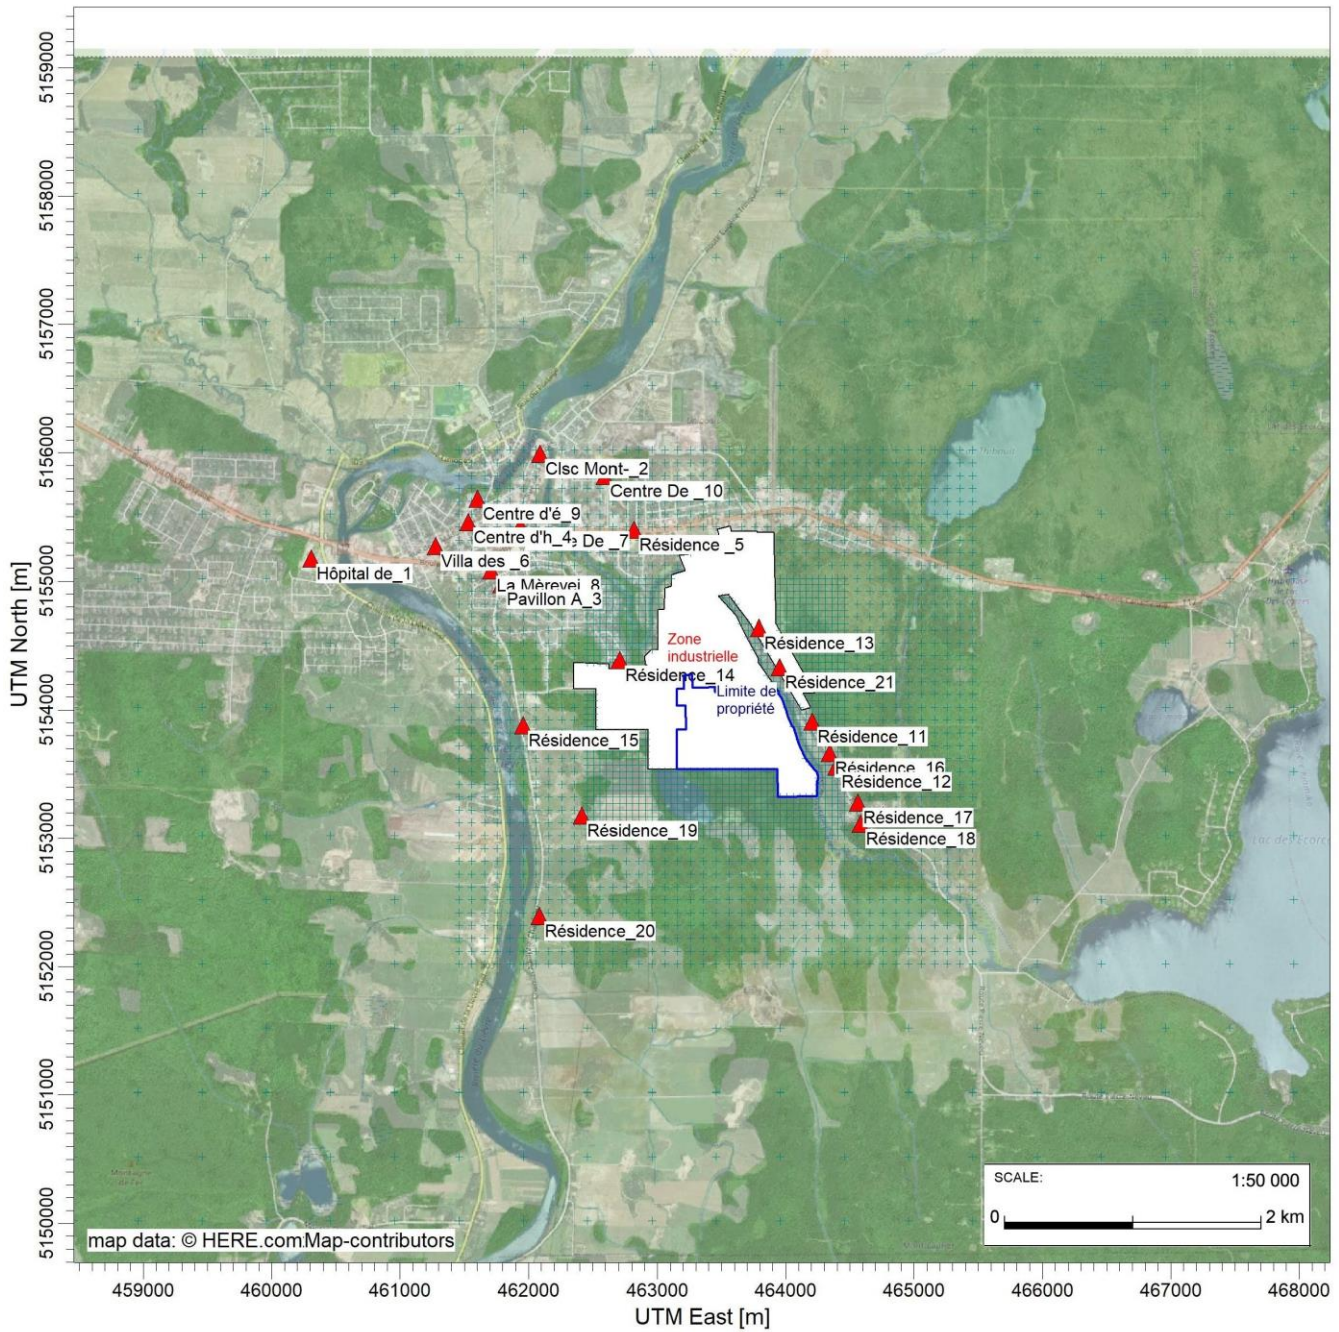 5159000
5158000
5157000
5156000
5155000
5154000
5153000
5152000
5151000
5150000
UTM North [m]
Clsc Mont-_2
Centre De _10
Centre d'é_9
Centre d'h_4
De _7
Résidence _5
Villa des _6
Hôpital de_1
La Mèrevei_8
Pavillon A_3
Zone
industrielle
Résidence_13
Résidence_14
Résidence_21
Limite de
propriété
Résidence_15
Résidence_11
Résidence_16
Résidence_12
Résidence_17
Résidence_19
Résidence_18
Résidence_20
SCALE:
1:50 000
0
2 km
map data: © HERE.com:Map-contributors
459000
460000
461000
462000
463000
464000
465000
466000
467000
468000
UTM East [m]